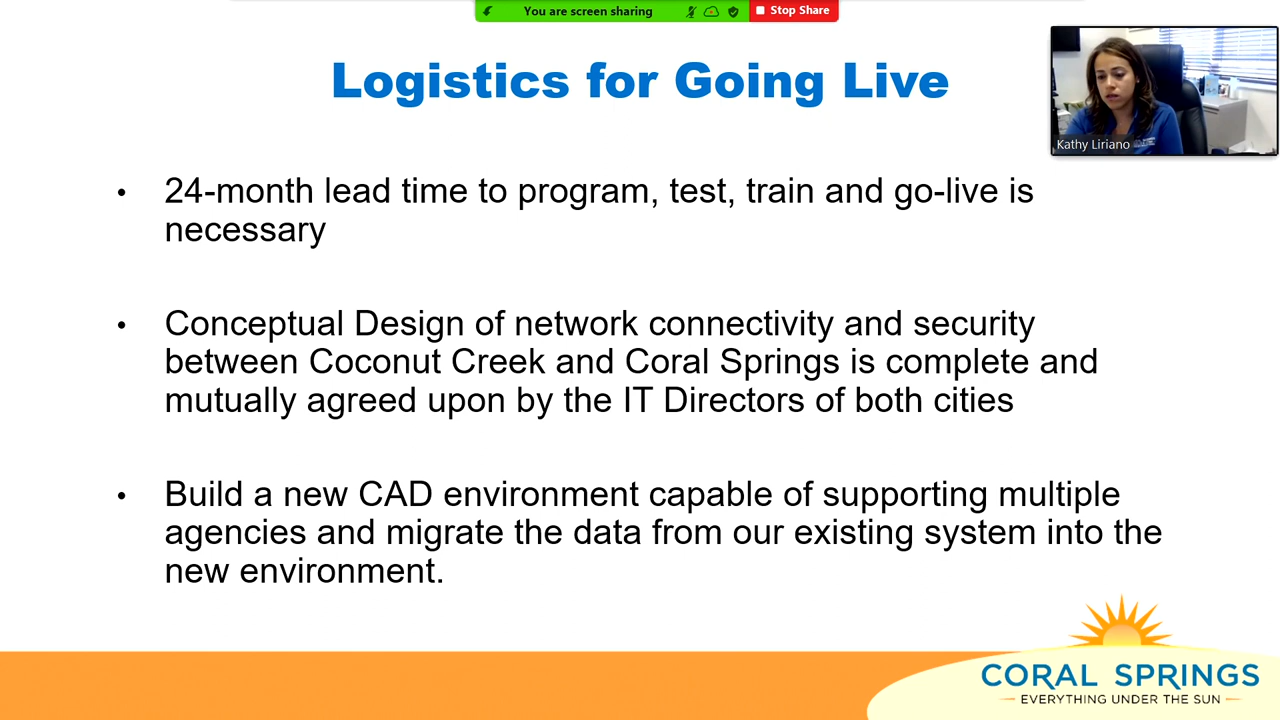 You are screen sharing
Stop Share
Logistics for Going Live
Kathy Liriano
• 24-month lead time to program, test, train and go-live is
necessary
• Conceptual Design of network connectivity and security
between Coconut Creek and Coral Springs is complete and
mutually agreed upon by the IT Directors of both cities
• Build a new CAD environment capable of supporting multiple
agencies and migrate the data from our existing system into the
new environment.
CORAL SPRINGS
EVERYTHING UNDER THE SUN